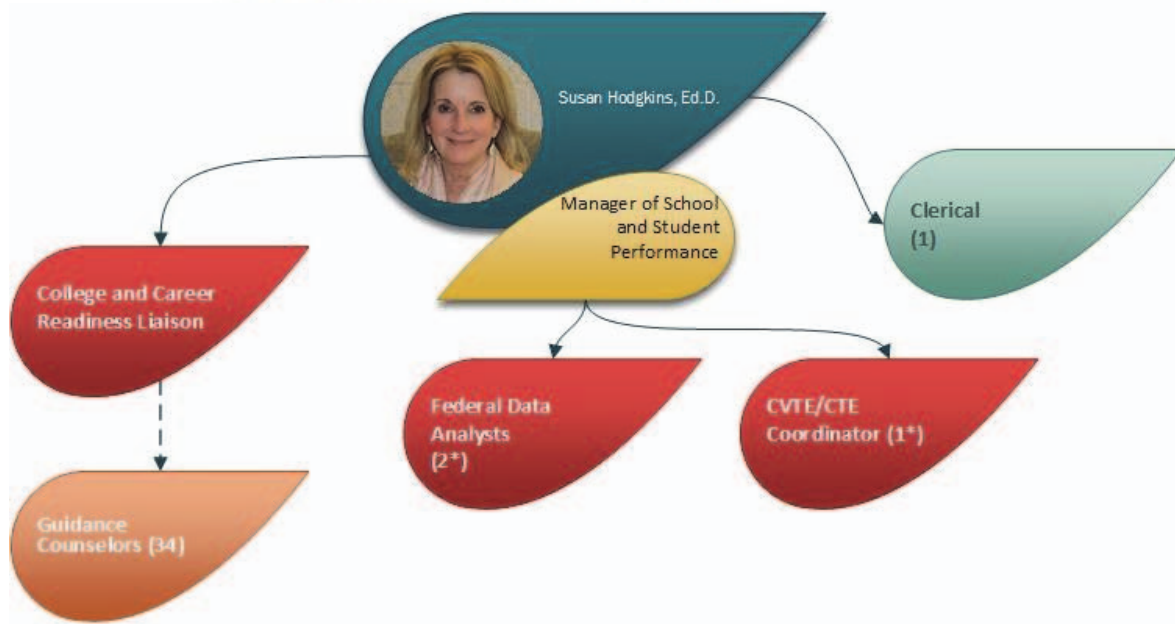 Susan Hodgkins, Ed.D.
Manager of School
and Student
Performance
Clerical
(1)
College and Career
Readiness Liaison
Federal Data
Analysts
(2*)
CVTE/CTE
Coordinator (1*)
Guidance
Counselors (34)